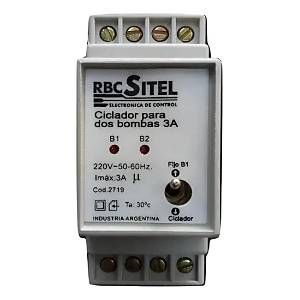 RBC SITEL
ELECTRONICA DE CONTROL
Ciclador para
dos bombas 3A
B1 B2
220V~50-60Hz.
Imáx:3A µ
Cod.2719
Fijo B1
Ta: 30ºc
Ciclador
INDUSTRIA ARGENTINA